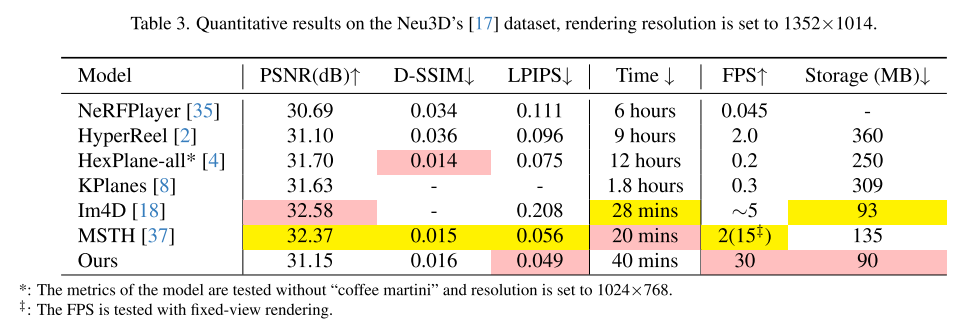 Table 3. Quantitative results on the Neu3D's [17] dataset, rendering resolution is set to 1352×1014.
Model PSNR(dB)↑ D-SSIM↓ LPIPS↓ Time ↓ FPS↑ Storage (MB)↓
NeRFPlayer [35] 30.69 0.034 0.111 6 hours 0.045 -
HyperReel [2] 31.10 0.036 0.096 9 hours 2.0 360
HexPlane-all* [4] 31.70 0.014 0.075 12 hours 0.2 250
KPlanes [8] 31.63 - - 1.8 hours 0.3 309
Im4D [18] 32.58 - 0.208 28 mins ∼5 93
MSTH [37] 32.37 0.015 0.056 20 mins 2(15‡) 135
Ours 31.15 0.016 0.049 40 mins 30 90
*: The metrics of the model are tested without “coffee martini” and resolution is set to 1024×768.
‡: The FPS is tested with fixed-view rendering.